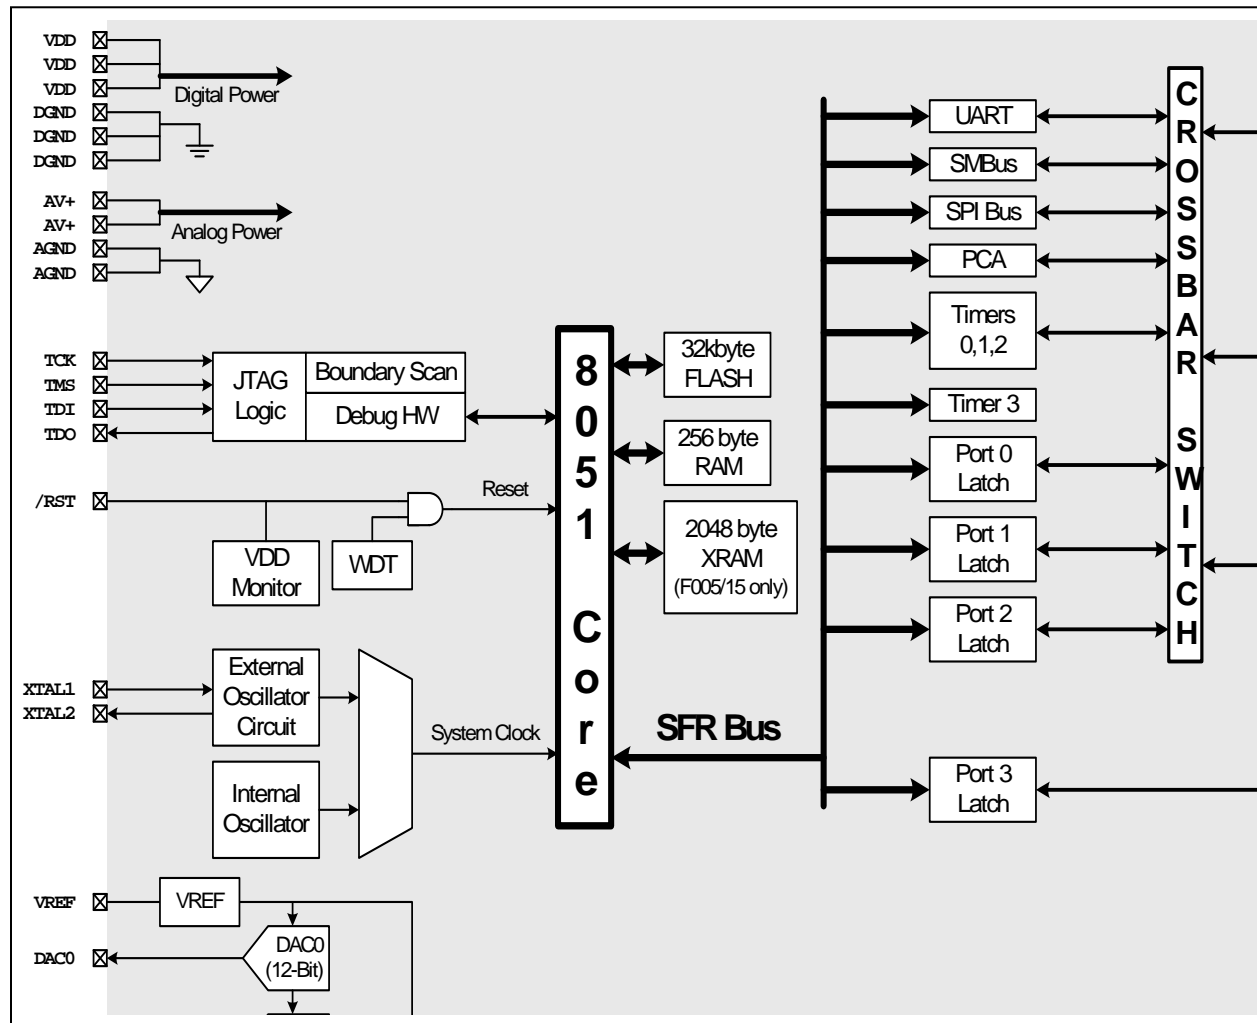 VDD
VDD
VDD
Digital Power
DGND
DGND
DGND
AV+
AV+
Analog Power
AGND
AGND
TCK
TMS
TDI
TDO
JTAG
Logic
Boundary Scan
Debug HW
/RST
Reset
VDD
Monitor
WDT
XTAL1
XTAL2
External
Oscillator
Circuit
Internal
Oscillator
System Clock
VREF
VREF
DAC0
DAC0
(12-Bit)
8051 Core
32kbyte
FLASH
256 byte
RAM
2048 byte
XRAM
(F005/15 only)
SFR Bus
UART
SMBus
SPI Bus
PCA
Timers
0,1,2
Timer 3
Port 0
Latch
Port 1
Latch
Port 2
Latch
Port 3
Latch
CROSSBAR SWITCH